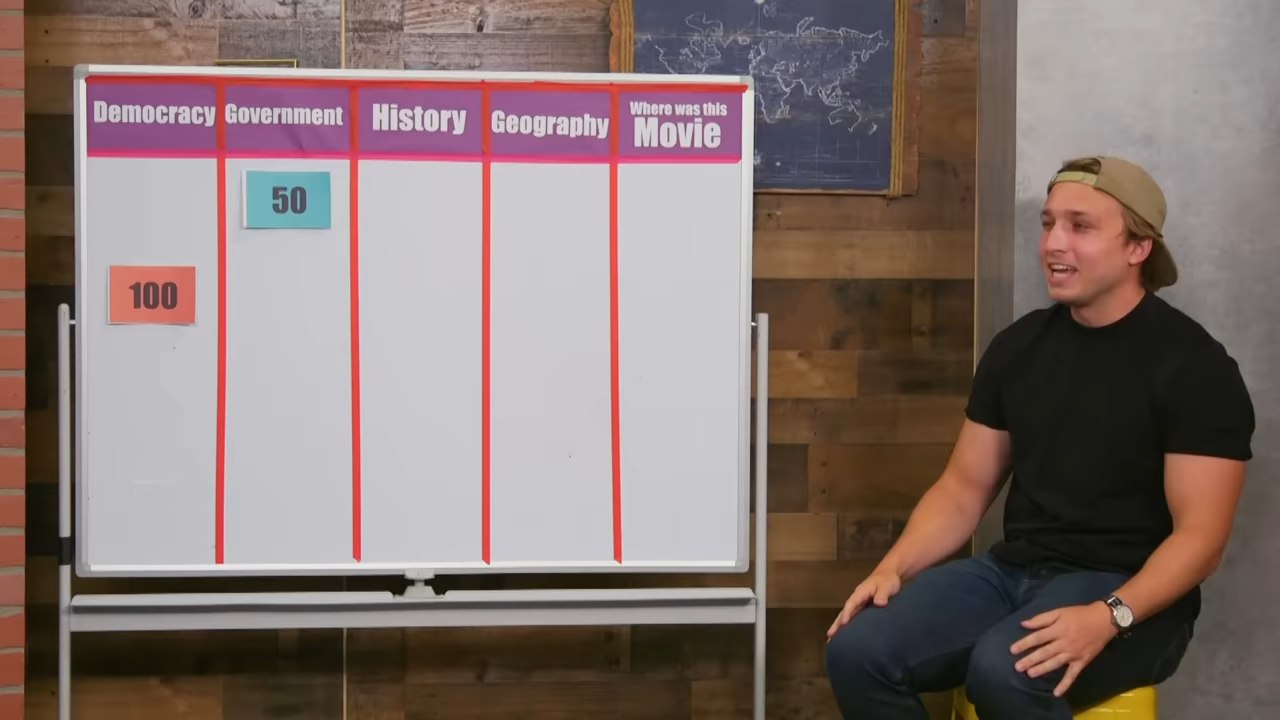 Democracy
Government
History
Geography
Where was this
Movie
50
100